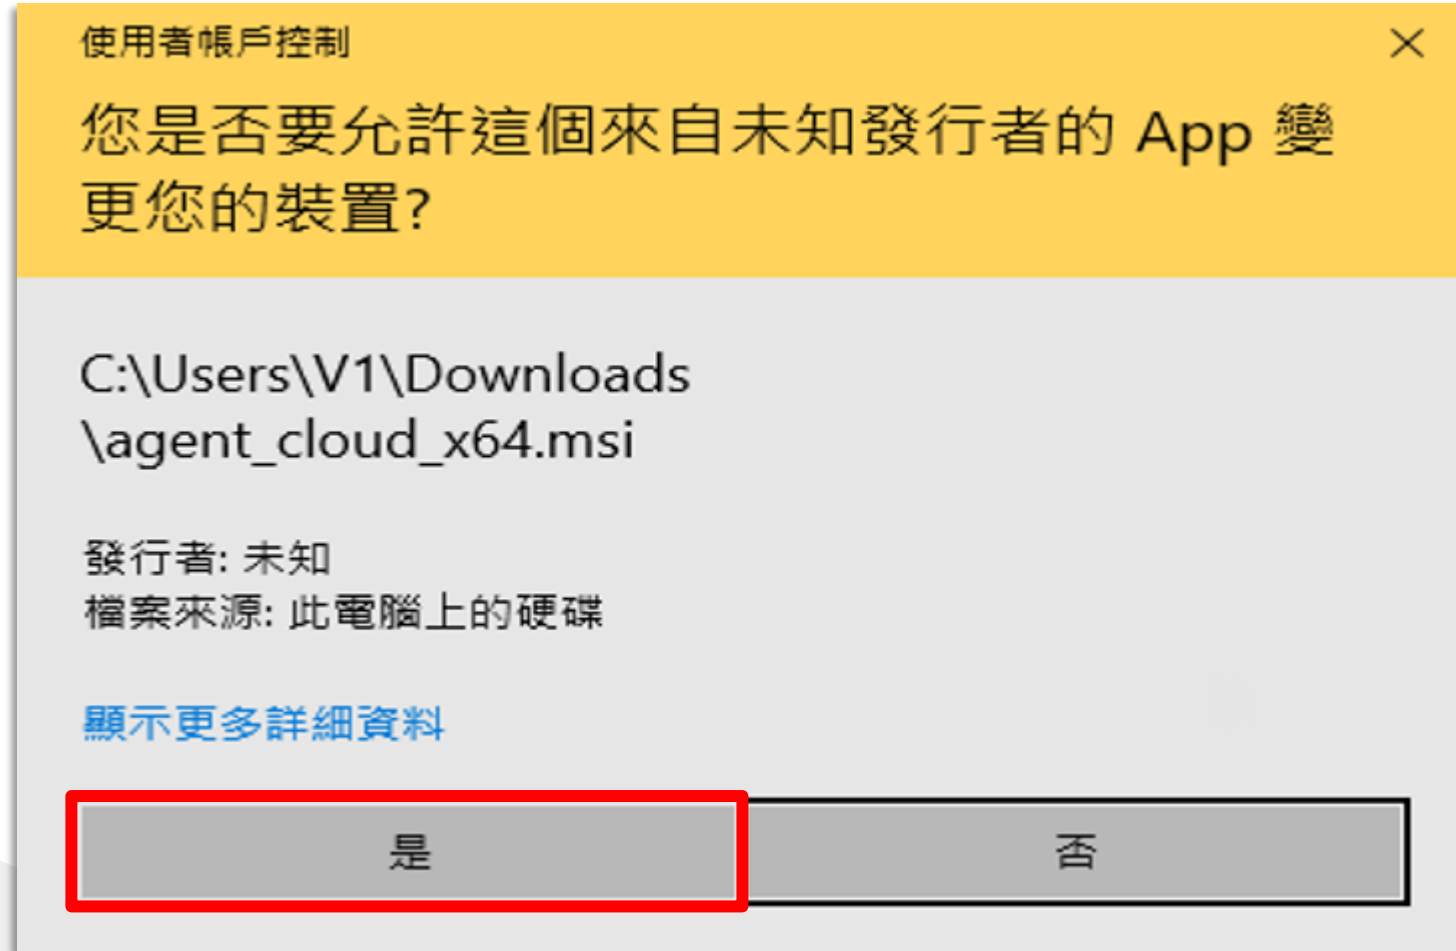 使用者帳戶控制
您是否要允許這個來自未知發行者的 App 變
更您的裝置?
C:\Users\V1\Downloads
\agent_cloud_x64.msi
發行者: 未知
檔案來源: 此電腦上的硬碟
顯示更多詳細資料
是
否